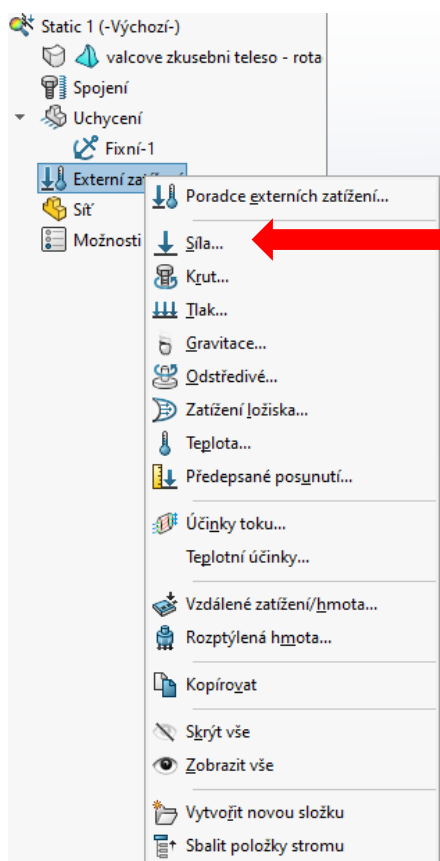 Static 1 (-Výchozí-)
valcove zkusebni teleso - rota
Spojení
Uchycení
Fixní-1
Externí
Síť
Možnosti
Poradce externích zatížení...
Síla...
Krut...
Tlak...
Gravitace...
Odstředivé...
Zatížení ložiska...
Teplota...
Předepsané posunutí...
Účinky toku...
Teplotní účinky...
Vzdálené zatížení/hmota...
Rozptýlená hmota...
Kopírovat
Skrýt vše
Zobrazit vše
Vytvořit novou složku
Sbalit položky stromu